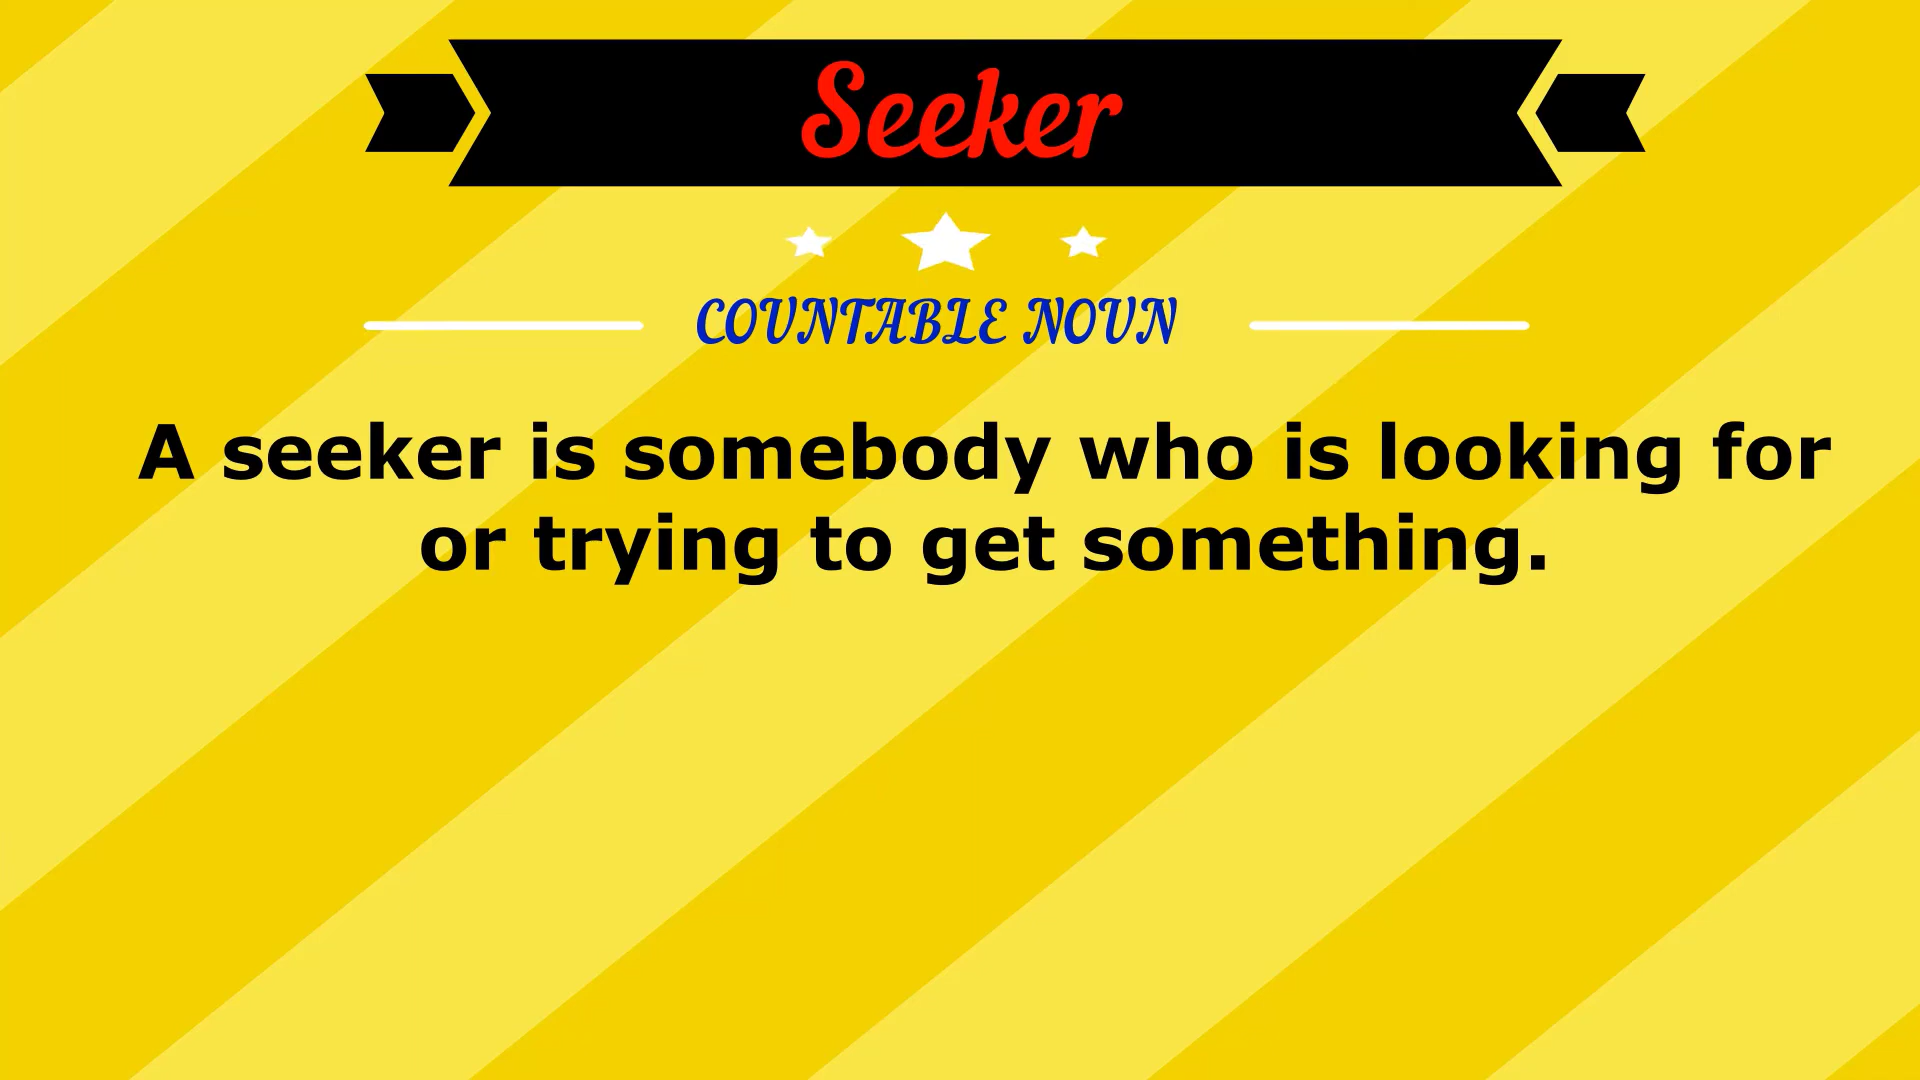 Seeker
COUNTABLE NOUN
A seeker is somebody who is looking for
or trying to get something.